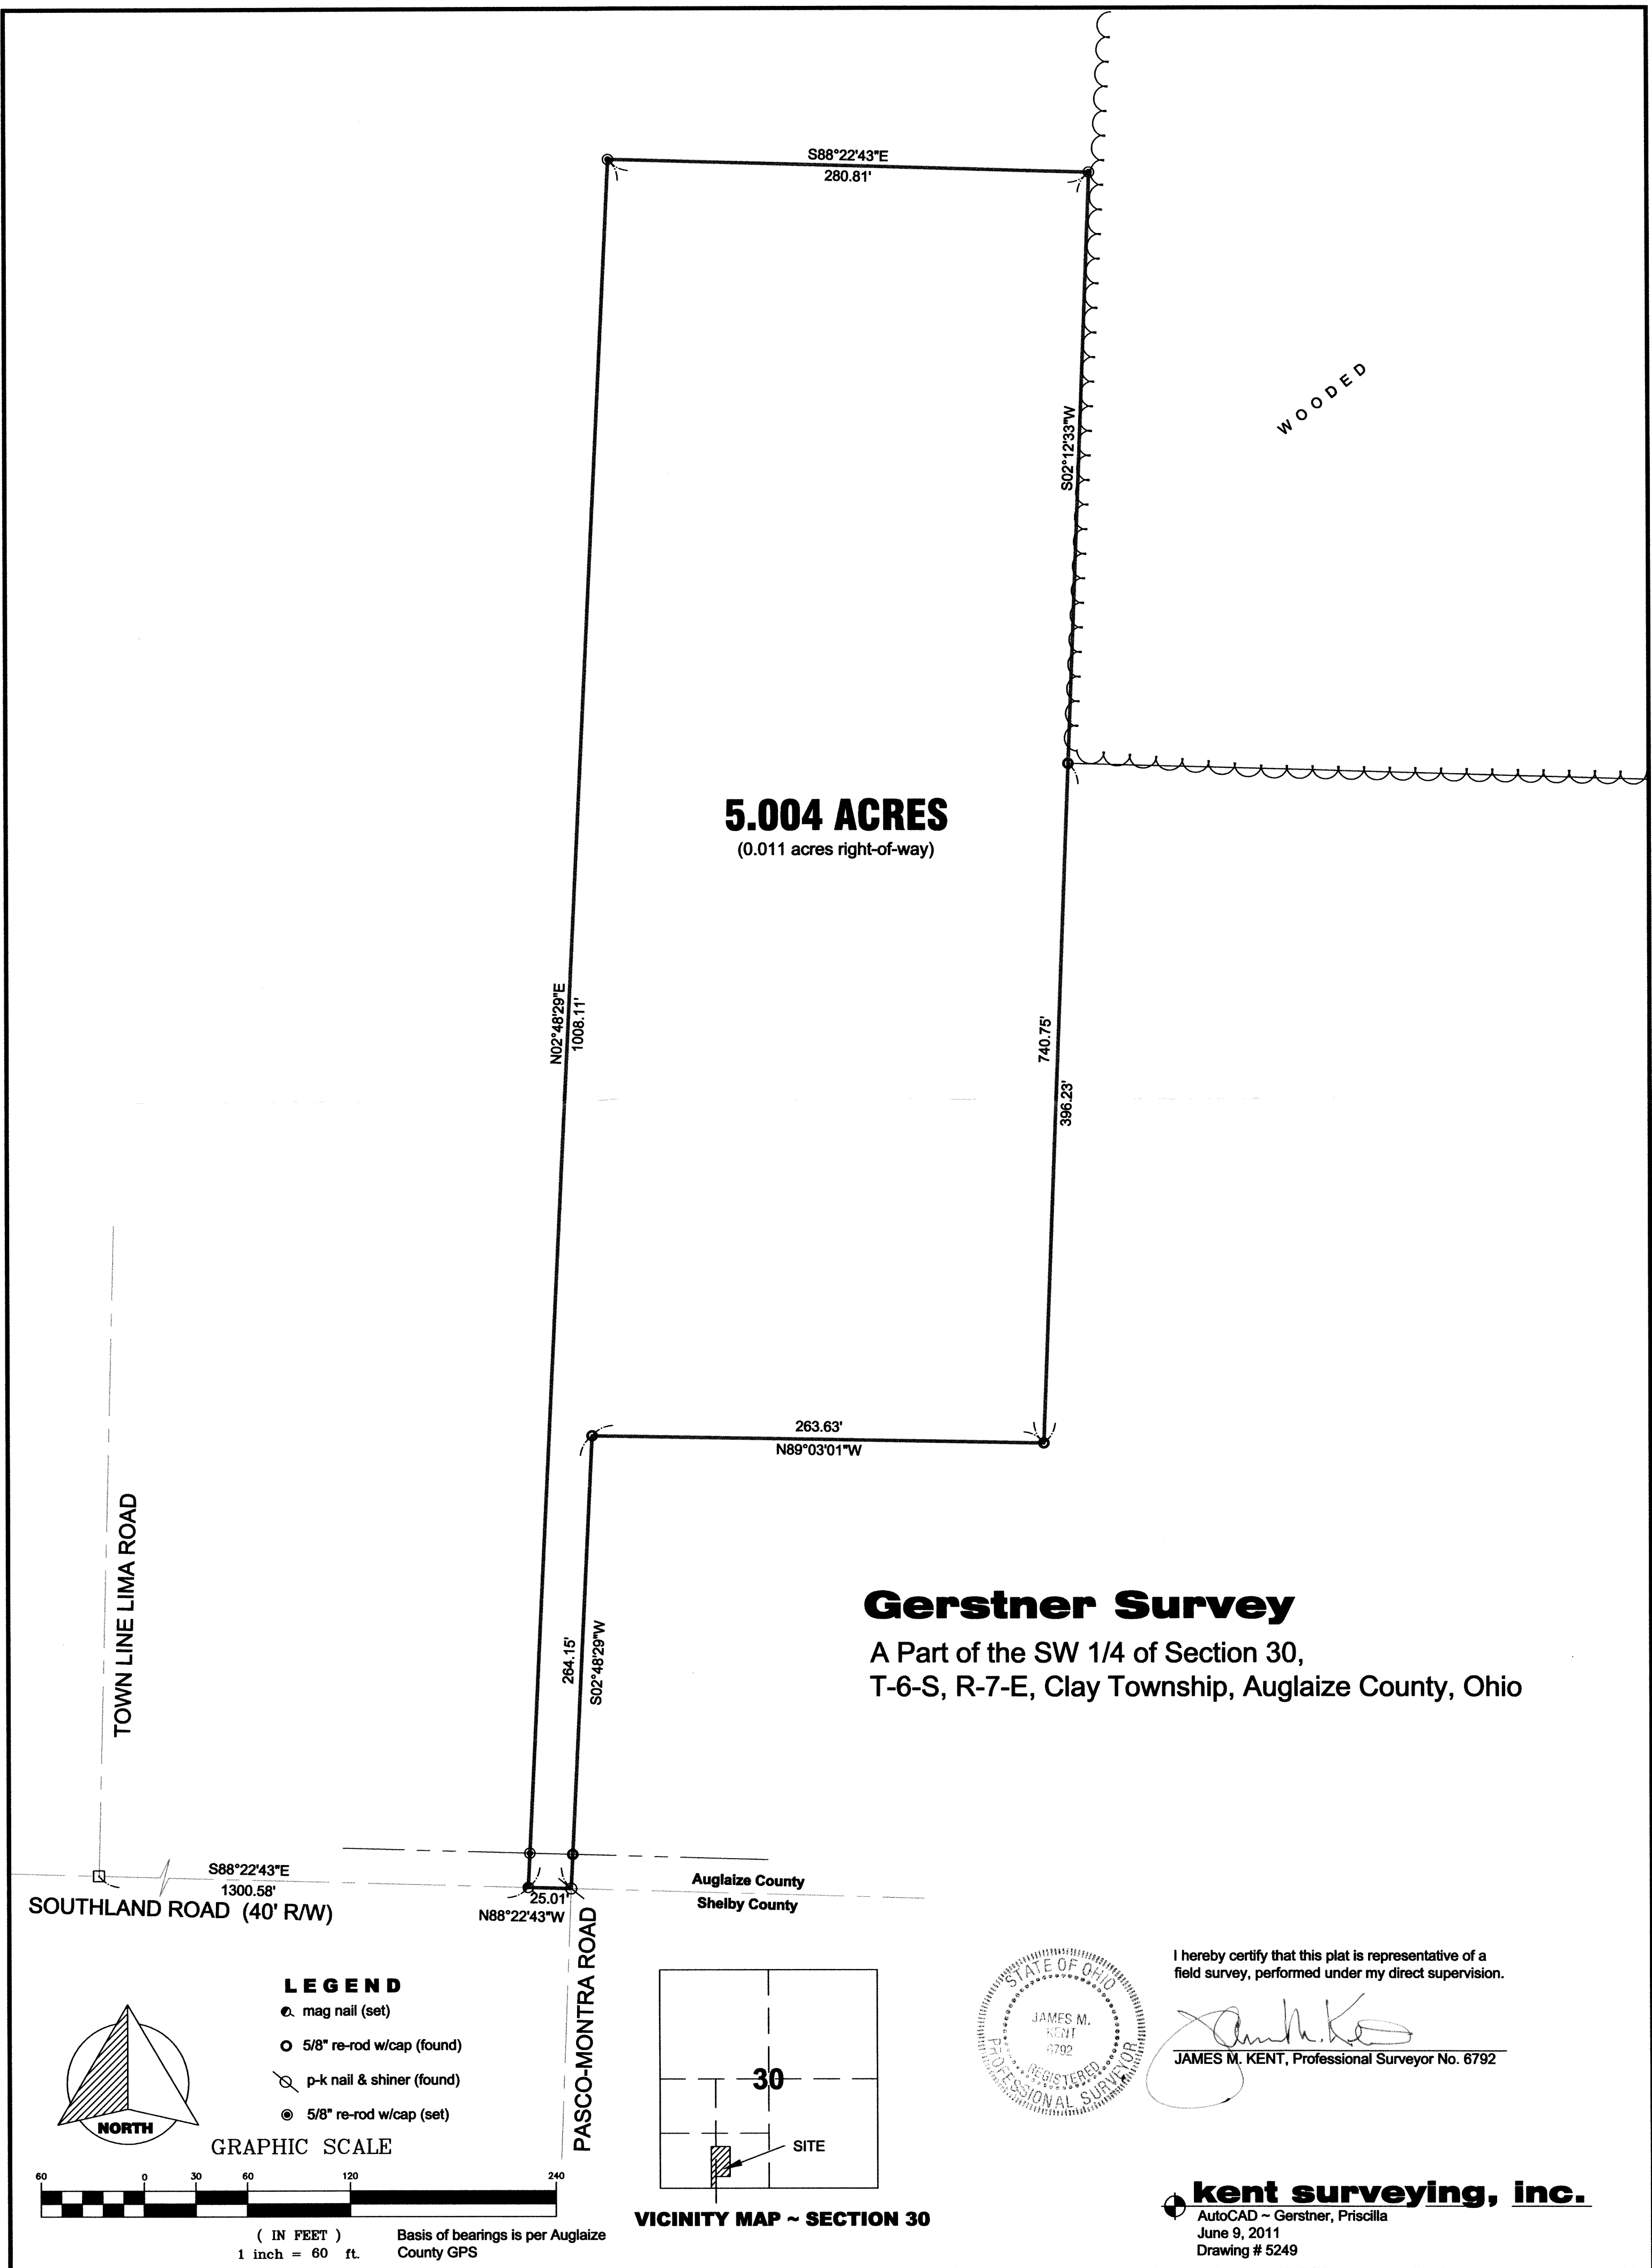 S88°22'43"E
280.81'
WOODED
S02°12'33"W
5.004 ACRES
(0.011 acres right-of-way)
N02°48'29"E
1008.11'
740.75'
396.23'
263.63'
N89°03'01"W
TOWN LINE LIMA ROAD
264.15'
S02°48'29"W
Gerstner Survey
A Part of the SW 1/4 of Section 30,
T-6-S, R-7-E, Clay Township, Auglaize County, Ohio
S88°22'43"E
1300.58'
SOUTHLAND ROAD (40' R/W)
25.01'
N88°22'43"W
Auglaize County
Shelby County
PASCO-MONTRA ROAD
LEGEND
mag nail (set)
5/8" re-rod w/cap (found)
p-k nail & shiner (found)
5/8" re-rod w/cap (set)
NORTH
GRAPHIC SCALE
60 0 30 60 120 240
( IN FEET )
1 inch = 60 ft.
Basis of bearings is per Auglaize
County GPS
30
SITE
VICINITY MAP ~ SECTION 30
STATE OF OHIO
JAMES M.
KENT
6792
REGISTERED
PROFESSIONAL SURVEYOR
I hereby certify that this plat is representative of a
field survey, performed under my direct supervision.
James M. Kent
JAMES M. KENT, Professional Surveyor No. 6792
kent surveying, inc.
AutoCAD ~ Gerstner, Priscilla
June 9, 2011
Drawing # 5249